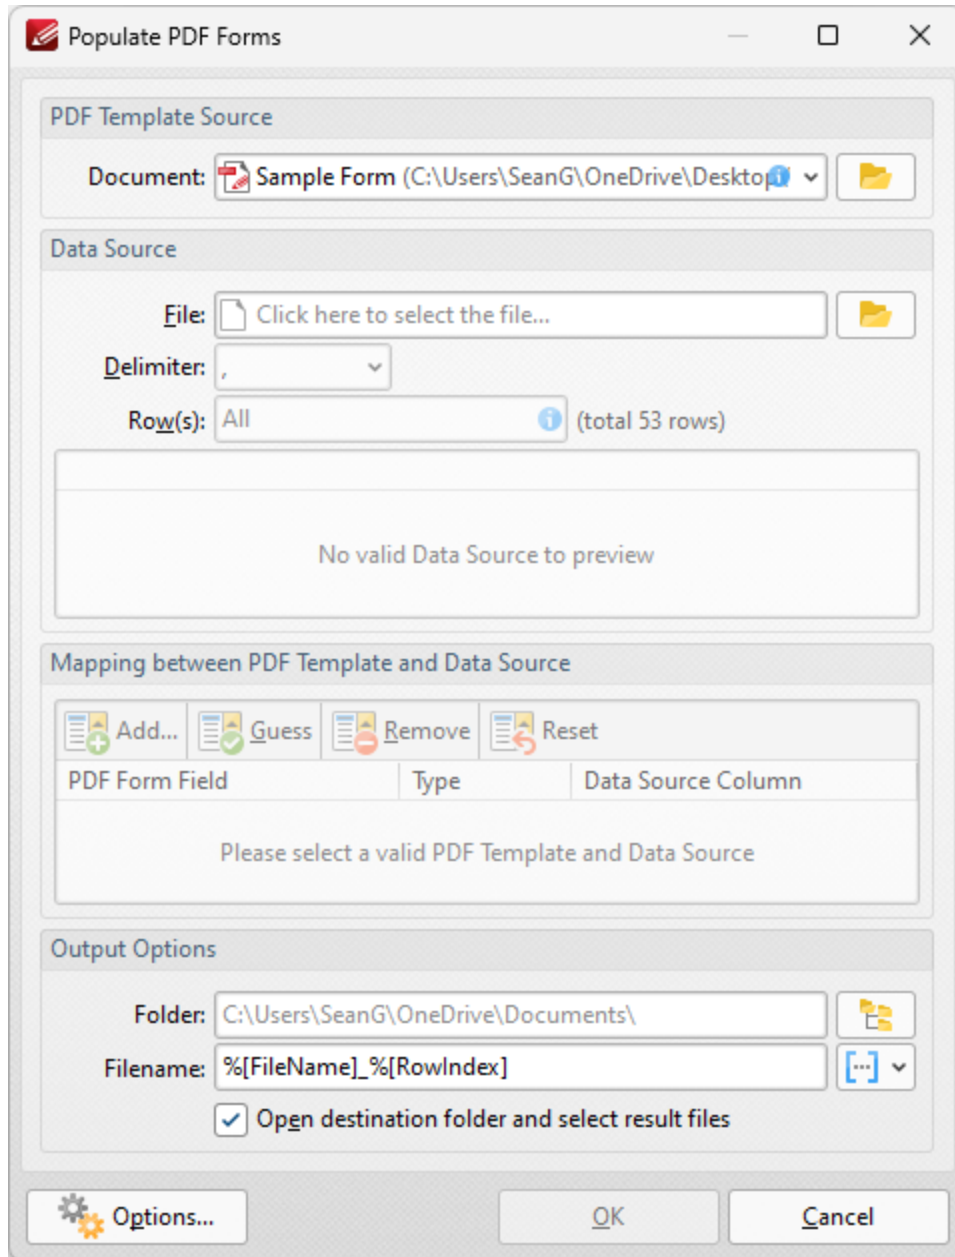 Populate PDF Forms
PDF Template Source
Document: Sample Form (C:\Users\SeanG\OneDrive\Desktop
Data Source
File: Click here to select the file...
Delimiter: ,
Row(s): All (total 53 rows)
No valid Data Source to preview
Mapping between PDF Template and Data Source
Add... Guess Remove Reset
PDF Form Field Type Data Source Column
Please select a valid PDF Template and Data Source
Output Options
Folder: C:\Users\SeanG\OneDrive\Documents\
Filename: %[FileName]_%[RowIndex]
Open destination folder and select result files
Options... OK Cancel